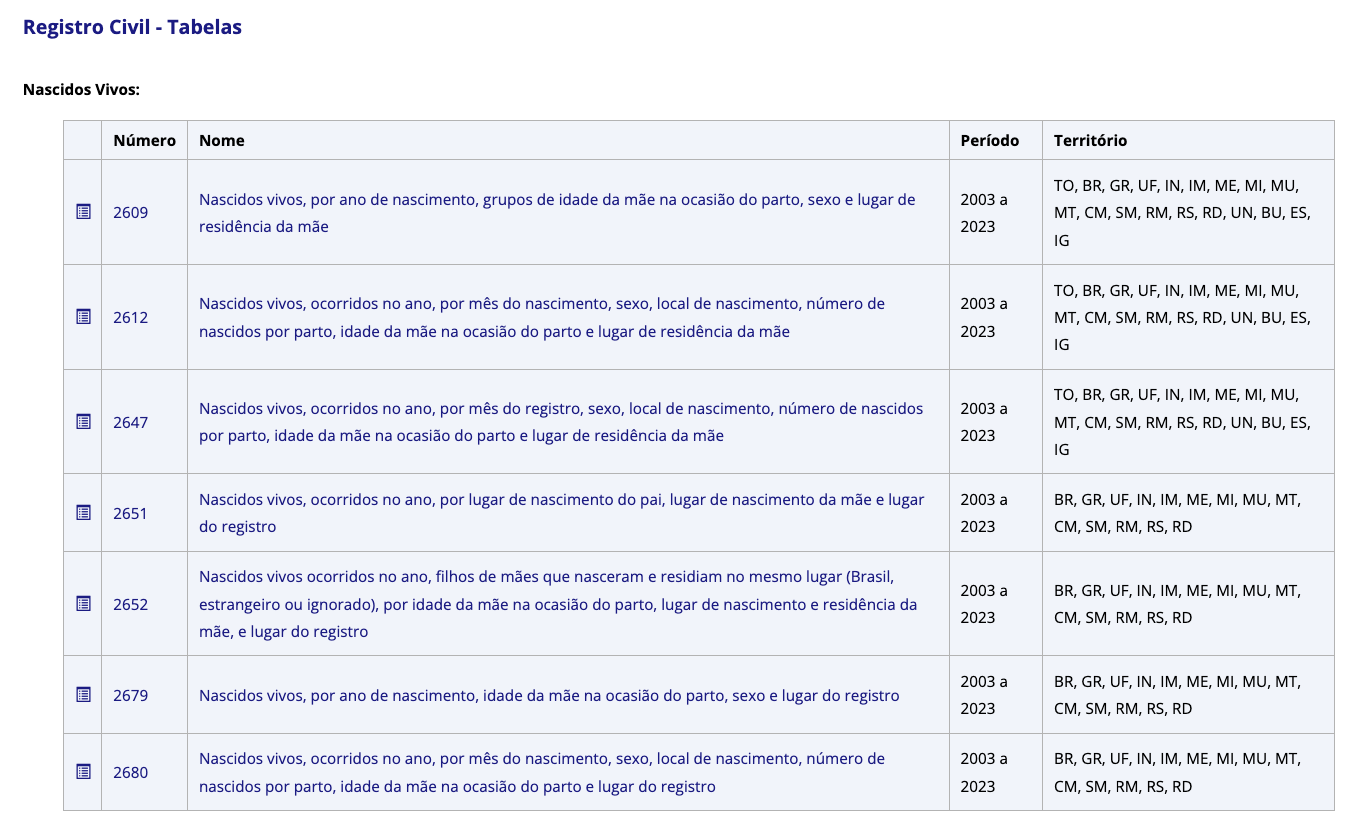 Registro Civil - Tabelas
Nascidos Vivos:
Número Nome Período Território
2609
Nascidos vivos, por ano de nascimento, grupos de idade da mãe na ocasião do parto, sexo e lugar de
residência da mãe
2003 a
2023
TO, BR, GR, UF, IN, IM, ME, MI, MU,
MT, CM, SM, RM, RS, RD, UN, BU, ES,
IG
2612
Nascidos vivos, ocorridos no ano, por mês do nascimento, sexo, local de nascimento, número de
nascidos por parto, idade da mãe na ocasião do parto e lugar de residência da mãe
2003 a
2023
TO, BR, GR, UF, IN, IM, ME, MI, MU,
MT, CM, SM, RM, RS, RD, UN, BU, ES,
IG
2647
Nascidos vivos, ocorridos no ano, por mês do registro, sexo, local de nascimento, número de nascidos
por parto, idade da mãe na ocasião do parto e lugar de residência da mãe
2003 a
2023
TO, BR, GR, UF, IN, IM, ME, MI, MU,
MT, CM, SM, RM, RS, RD, UN, BU, ES,
IG
2651
Nascidos vivos, ocorridos no ano, por lugar de nascimento do pai, lugar de nascimento da mãe e lugar
do registro
2003 a
2023
BR, GR, UF, IN, IM, ME, MI, MU, MT,
CM, SM, RM, RS, RD
2652
Nascidos vivos ocorridos no ano, filhos de mães que nasceram e residiam no mesmo lugar (Brasil,
estrangeiro ou ignorado), por idade da mãe na ocasião do parto, lugar de nascimento e residência da
mãe, e lugar do registro
2003 a
2023
BR, GR, UF, IN, IM, ME, MI, MU, MT,
CM, SM, RM, RS, RD
2679
Nascidos vivos, por ano de nascimento, idade da mãe na ocasião do parto, sexo e lugar do registro
2003 a
2023
BR, GR, UF, IN, IM, ME, MI, MU, MT,
CM, SM, RM, RS, RD
2680
Nascidos vivos, ocorridos no ano, por mês do nascimento, sexo, local de nascimento, número de
nascidos por parto, idade da mãe na ocasião do parto e lugar do registro
2003 a
2023
BR, GR, UF, IN, IM, ME, MI, MU, MT,
CM, SM, RM, RS, RD